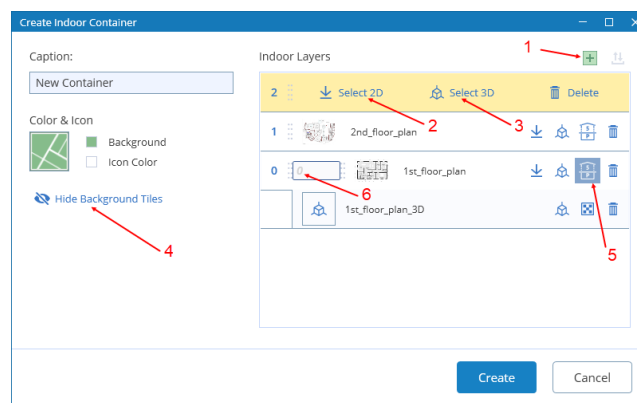 Create Indoor Container
Caption:
New Container
Color & Icon
Background
Icon Color
Hide Background Tiles
4
Indoor Layers
1
2 Select 2D Select 3D Delete
2
3
1 2nd_floor_plan
0 0 1st_floor_plan
6
1st_floor_plan_3D
5
Create Cancel